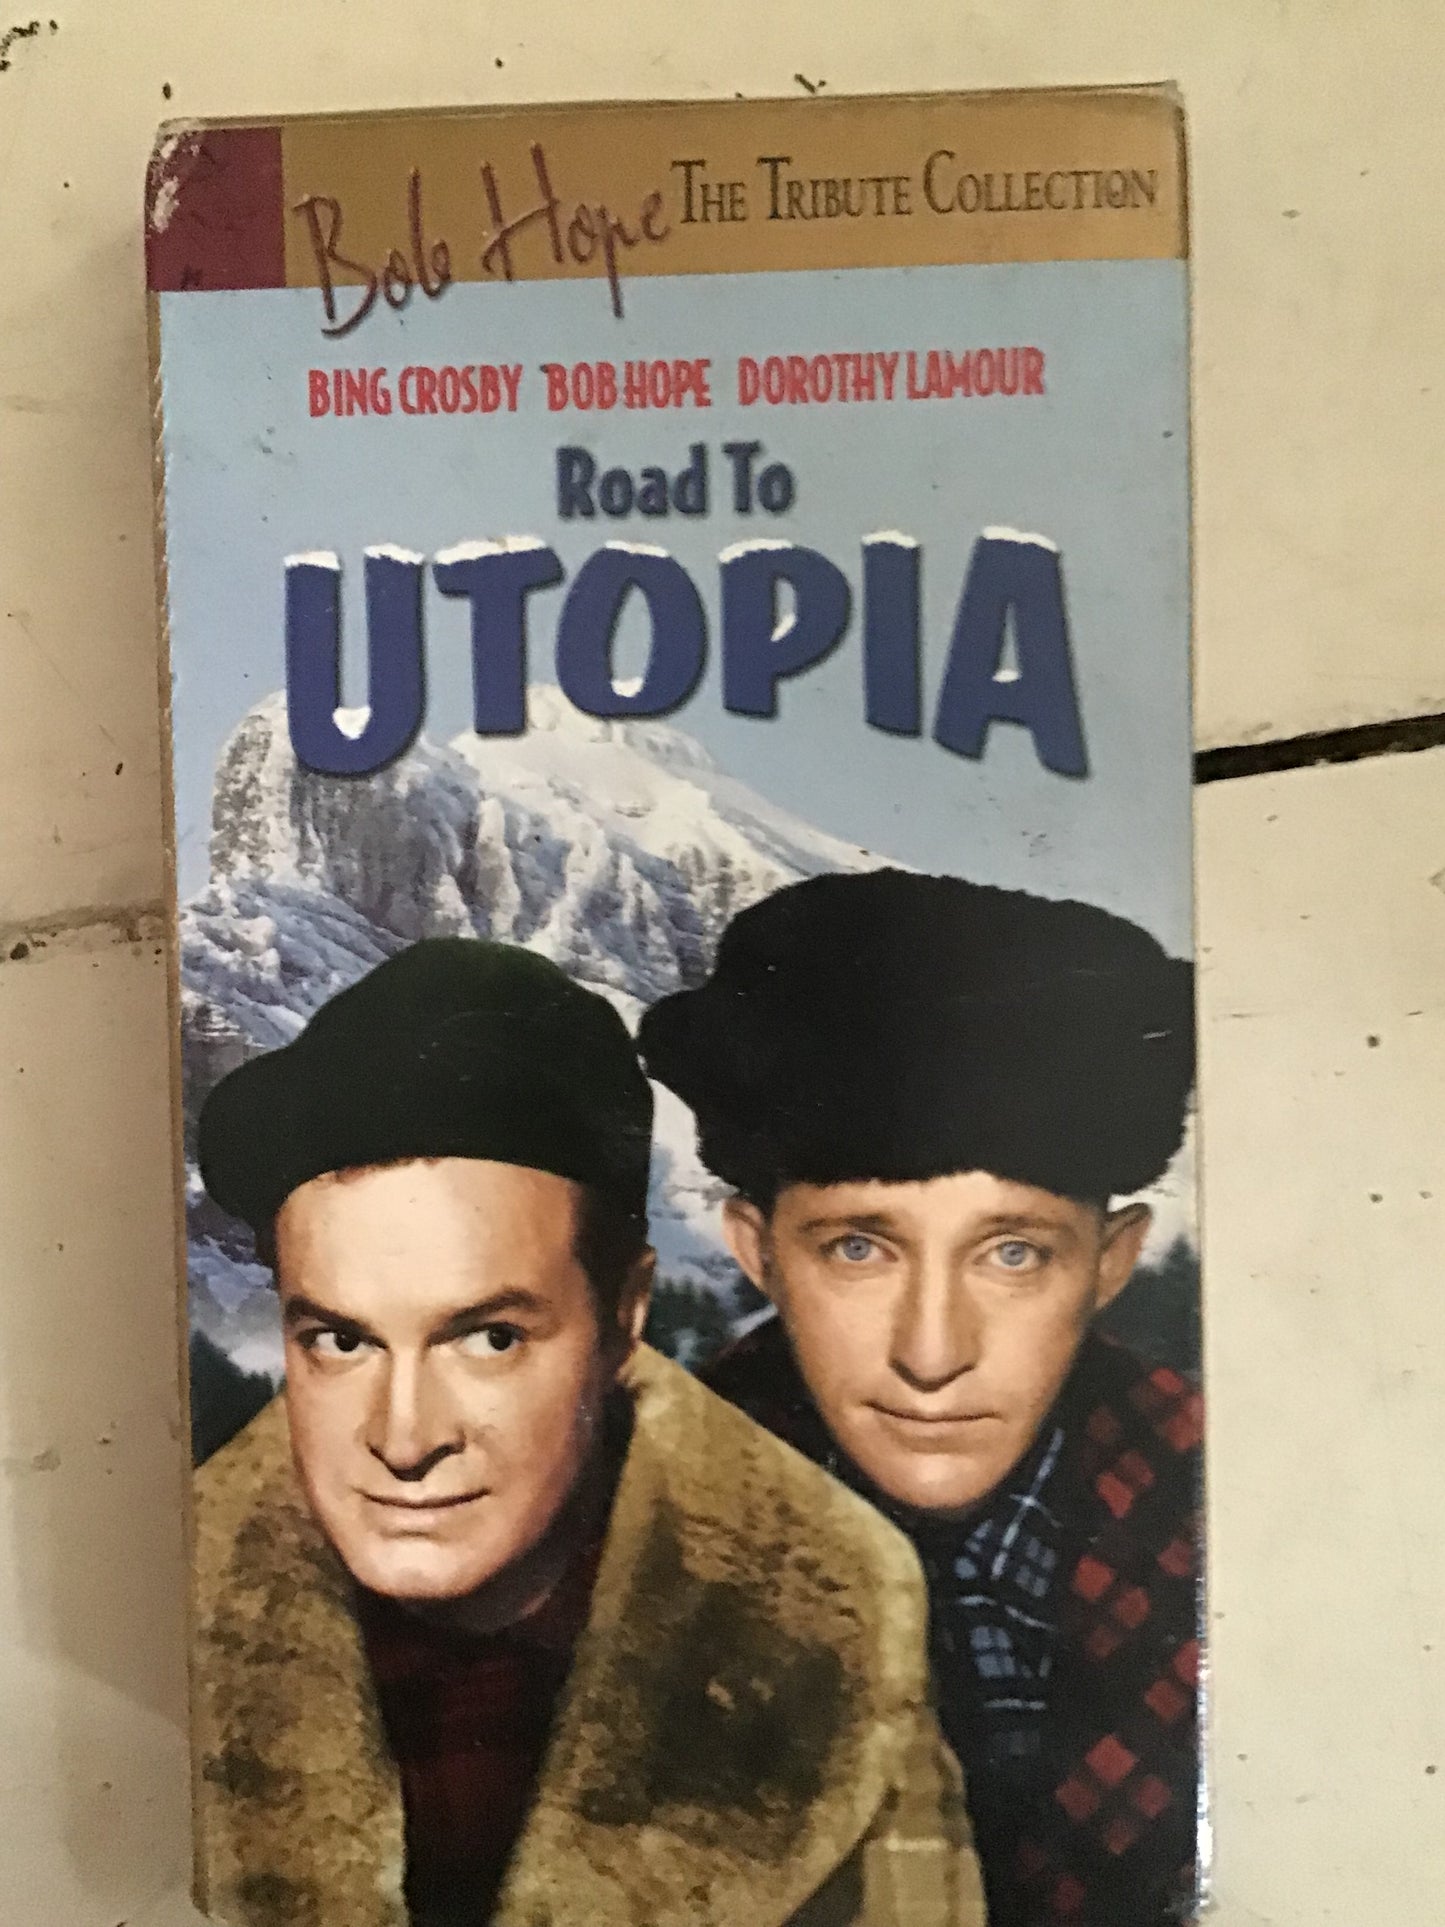 Bob Hope THE TRIBUTE COLLECTION
BING CROSBY BOB HOPE DOROTHY LAMOUR
Road To
UTOPIA